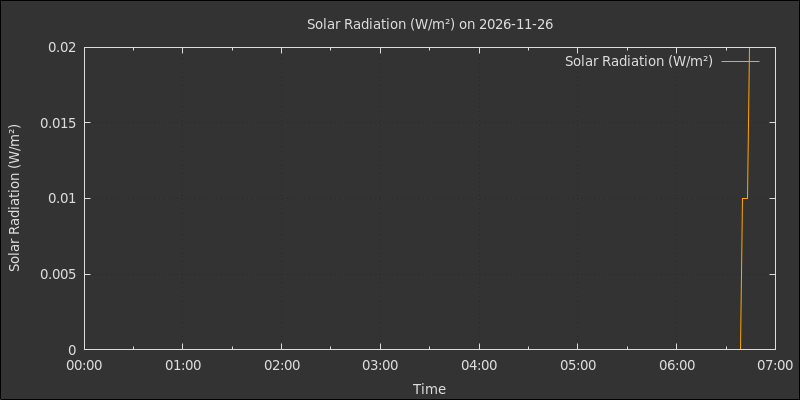 Solar Radiation (W/m²) on 2026-11-26
Solar Radiation (W/m²)
0.02
0.015
0.01
0.005
0
Solar Radiation (W/m²)
00:00 01:00 02:00 03:00 04:00 05:00 06:00 07:00
Time